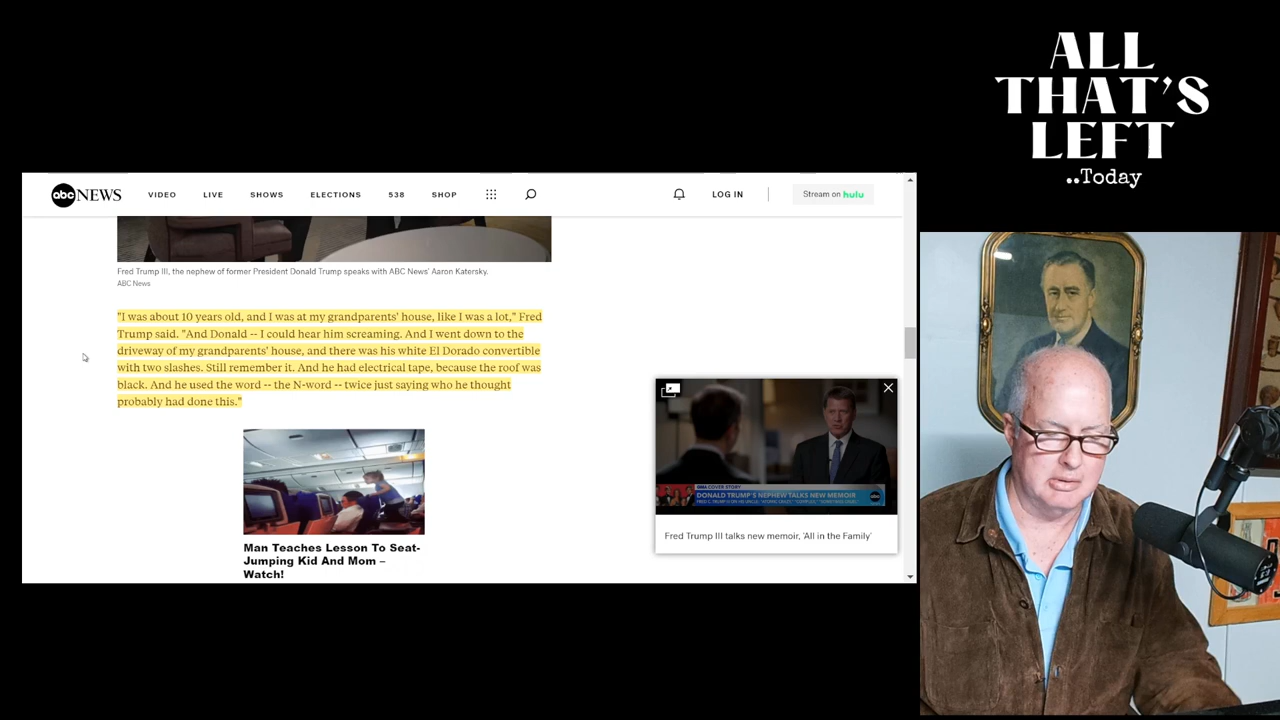 ALL
THAT'S
LEFT
..Today
abc NEWS VIDEO LIVE SHOWS ELECTIONS 538 SHOP LOG IN Stream on hulu
Fred Trump III, the nephew of former President Donald Trump speaks with ABC News' Aaron Katersky.
ABC News
"I was about 10 years old, and I was at my grandparents' house, like I was a lot," Fred
Trump said. "And Donald -- I could hear him screaming. And I went down to the
driveway of my grandparents' house, and there was his white El Dorado convertible
with two slashes. Still remember it. And he had electrical tape, because the roof was
black. And he used the word -- the N-word -- twice just saying who he thought
probably had done this."
Man Teaches Lesson To Seat-
Jumping Kid And Mom –
Watch!
GMA COVER STORY
DONALD TRUMP'S NEPHEW TALKS NEW MEMOIR
abc
Fred Trump III talks new memoir, 'All in the Family'